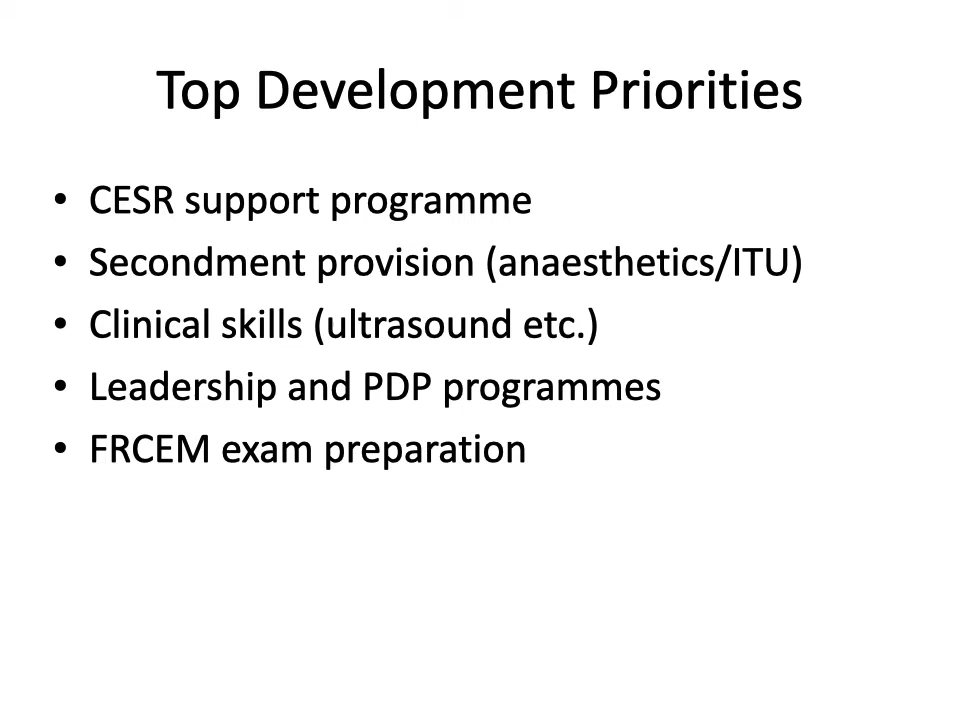 Top Development Priorities
• CESR support programme
• Secondment provision (anaesthetics/ITU)
• Clinical skills (ultrasound etc.)
• Leadership and PDP programmes
• FRCEM exam preparation